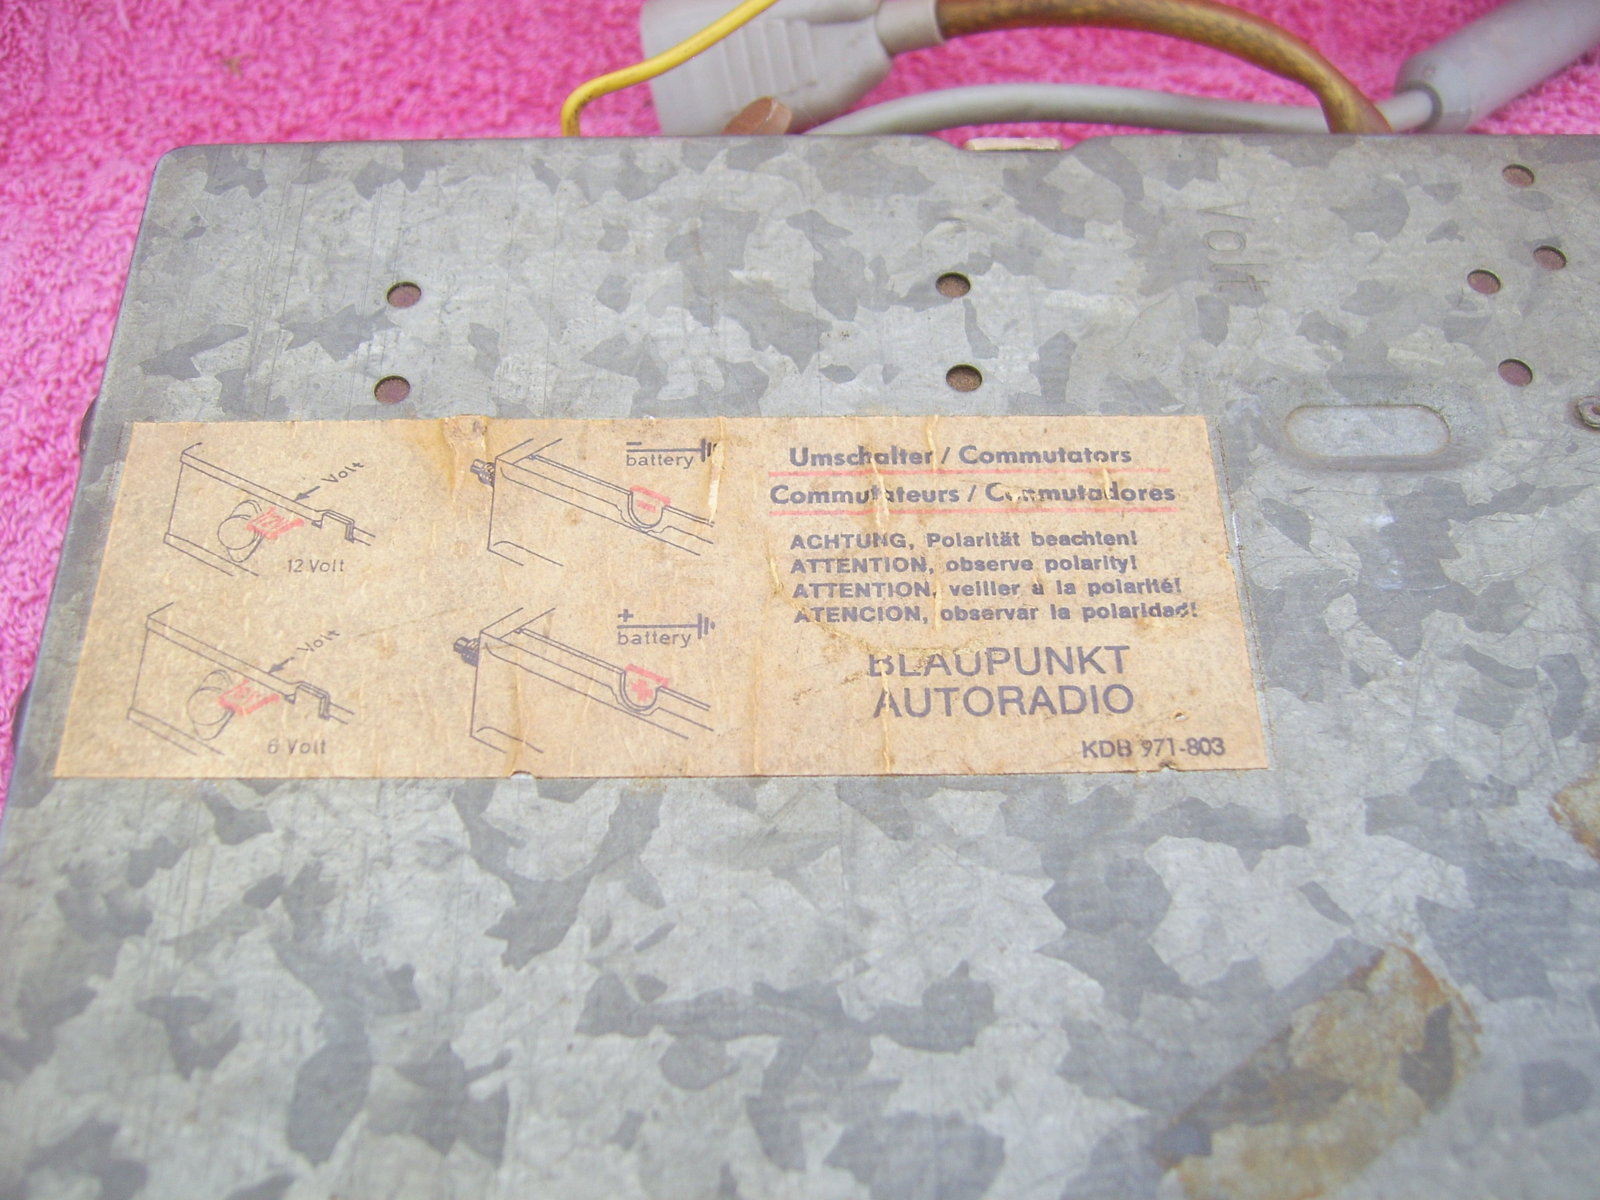 Volt
Volt
12 Volt
− battery
Volt
6 Volt
+ battery
Umschalter / Commutators
Commutateurs / Conmutadores
ACHTUNG, Polarität beachten!
ATTENTION, observe polarity!
ATTENTION, veiller à la polarité!
ATENCION, observar la polaridad!
BLAUPUNKT
AUTORADIO
KDB 971-803